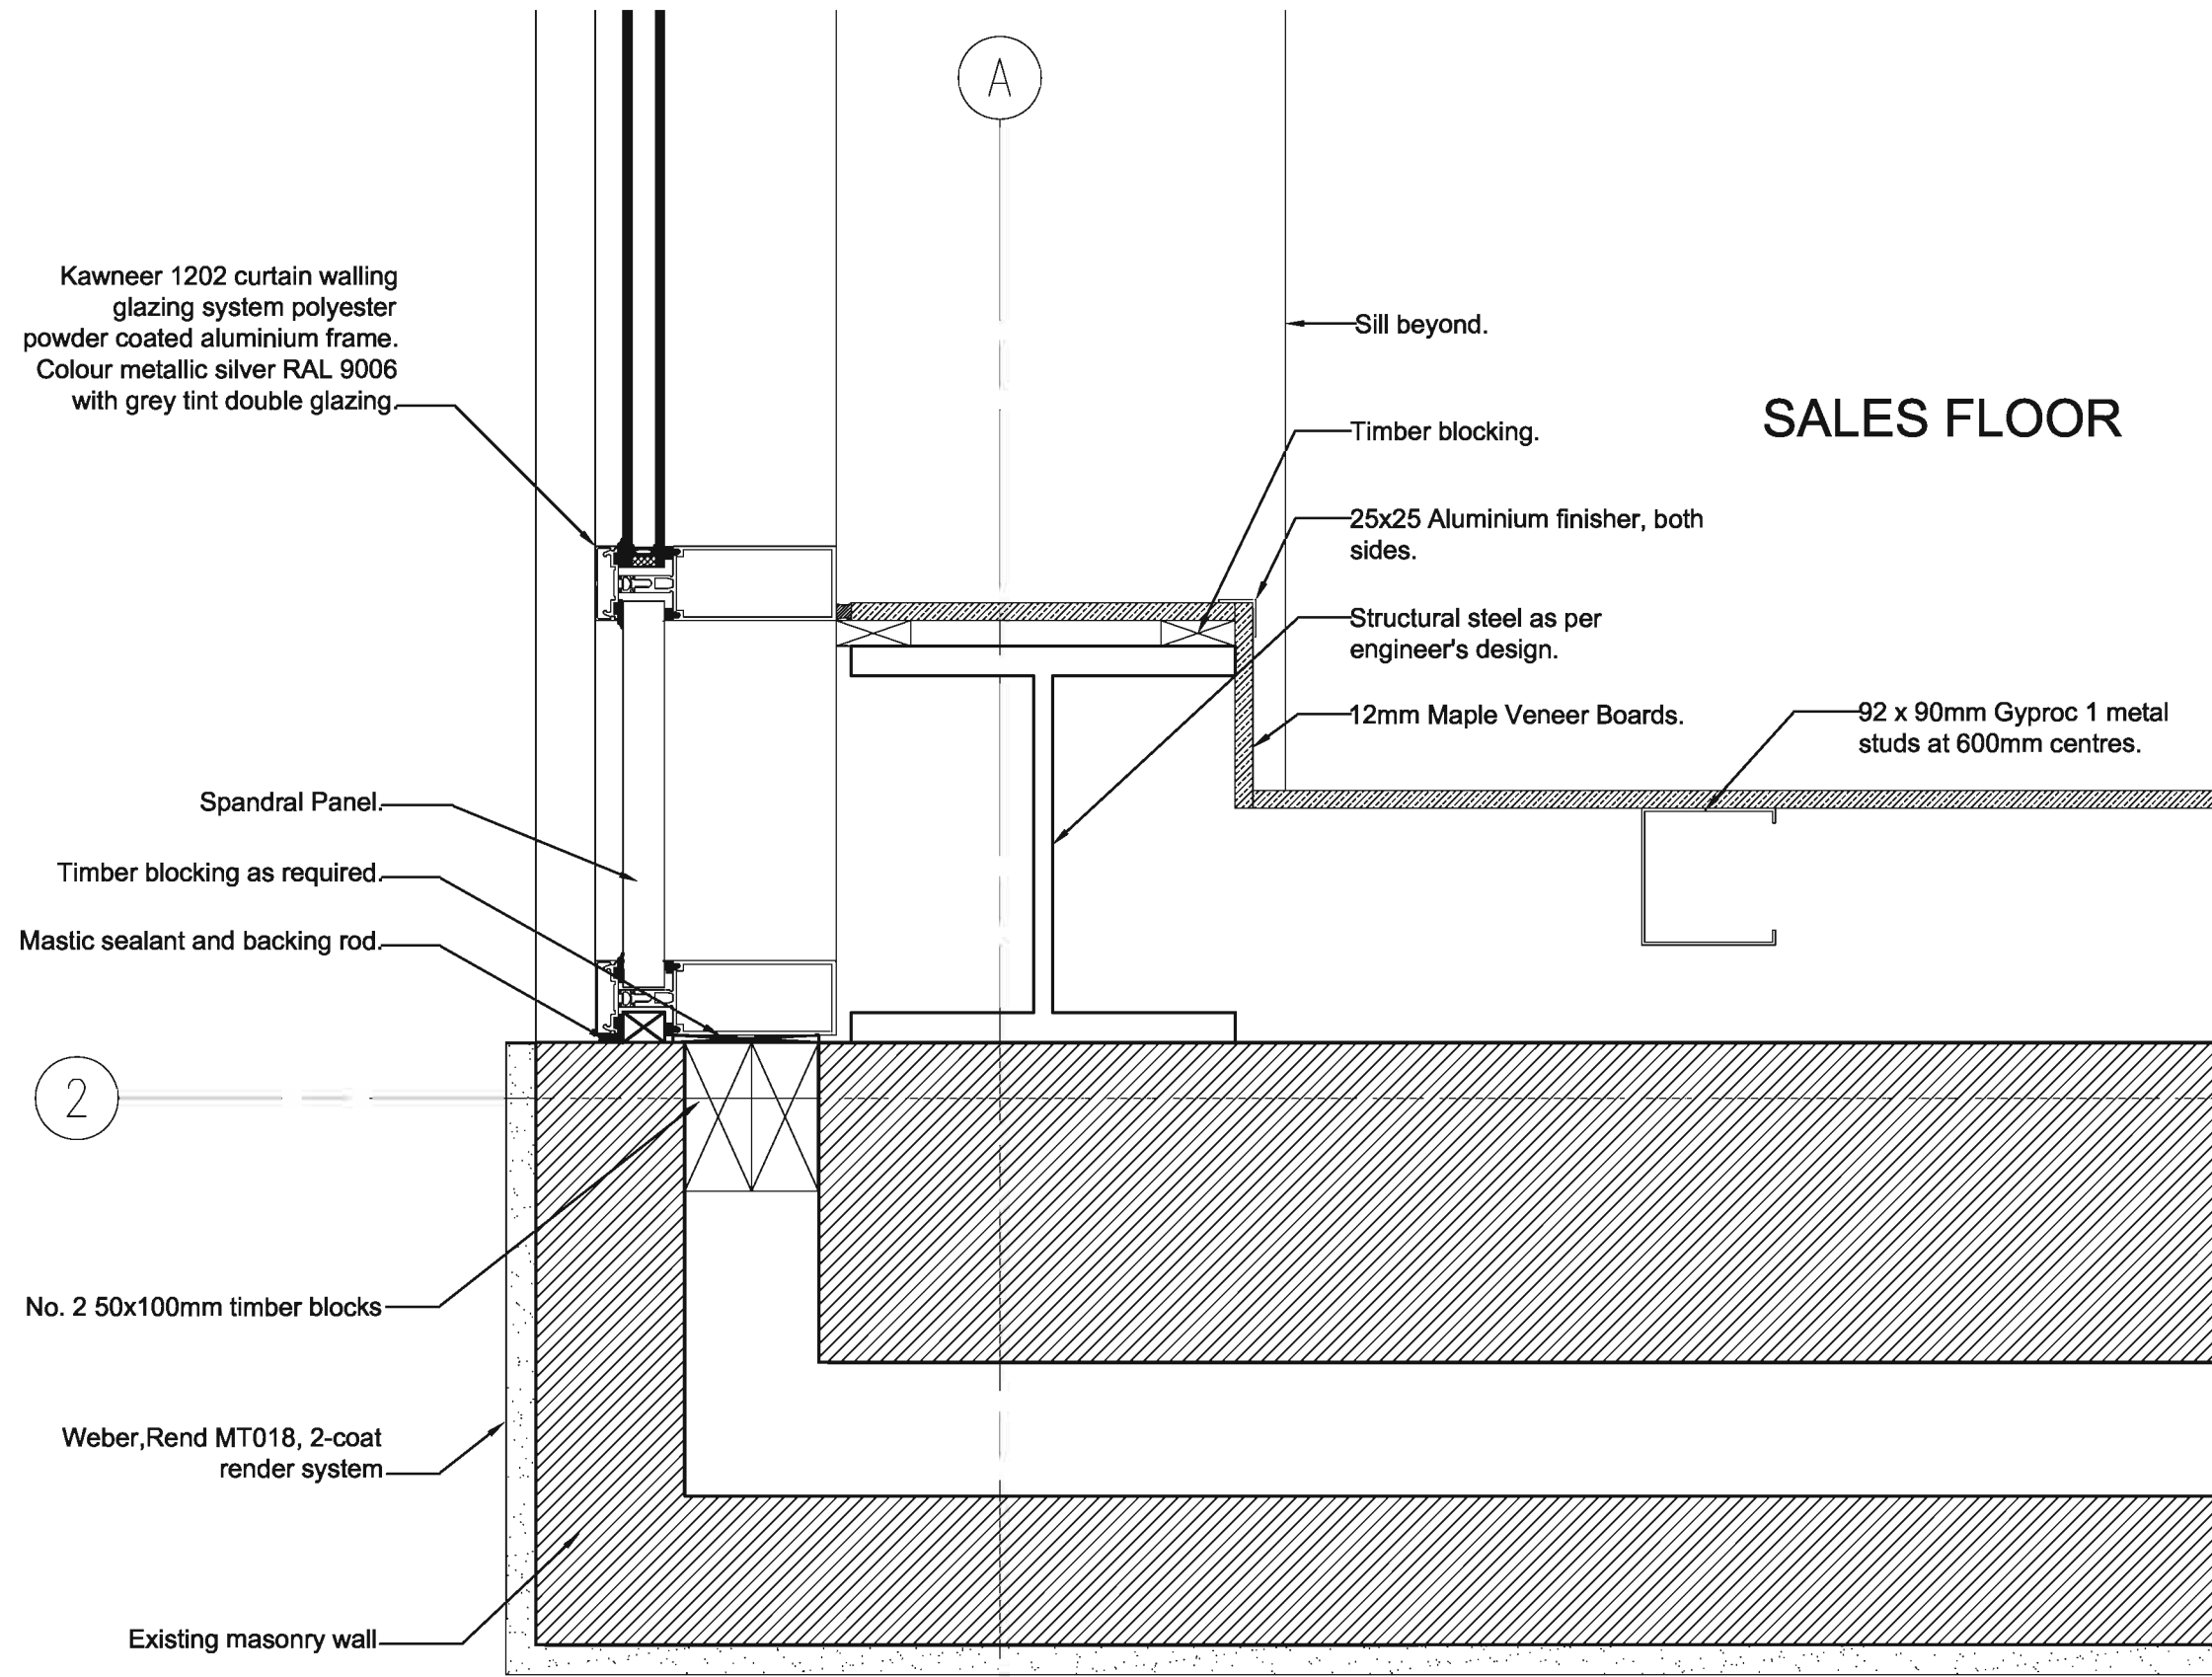 A
Kawneer 1202 curtain walling
glazing system polyester
powder coated aluminium frame.
Colour metallic silver RAL 9006
with grey tint double glazing.
Sill beyond.
SALES FLOOR
Timber blocking.
25x25 Aluminium finisher, both
sides.
Structural steel as per
engineer's design.
12mm Maple Veneer Boards.
92 x 90mm Gyproc 1 metal
studs at 600mm centres.
Spandral Panel.
Timber blocking as required.
Mastic sealant and backing rod.
2
No. 2 50x100mm timber blocks
Weber,Rend MT018, 2-coat
render system
Existing masonry wall